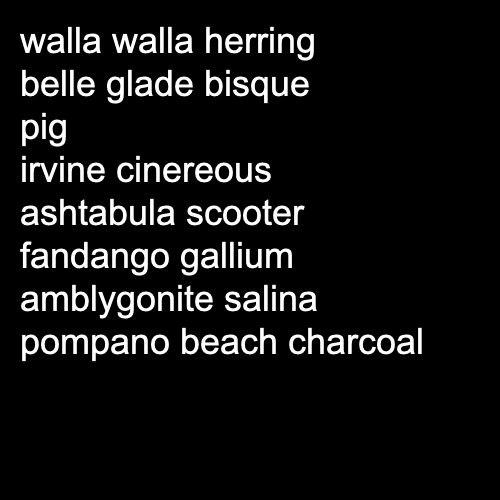 walla walla herring
belle glade bisque
pig
irvine cinereous
ashtabula scooter
fandango gallium
amblygonite salina
pompano beach charcoal